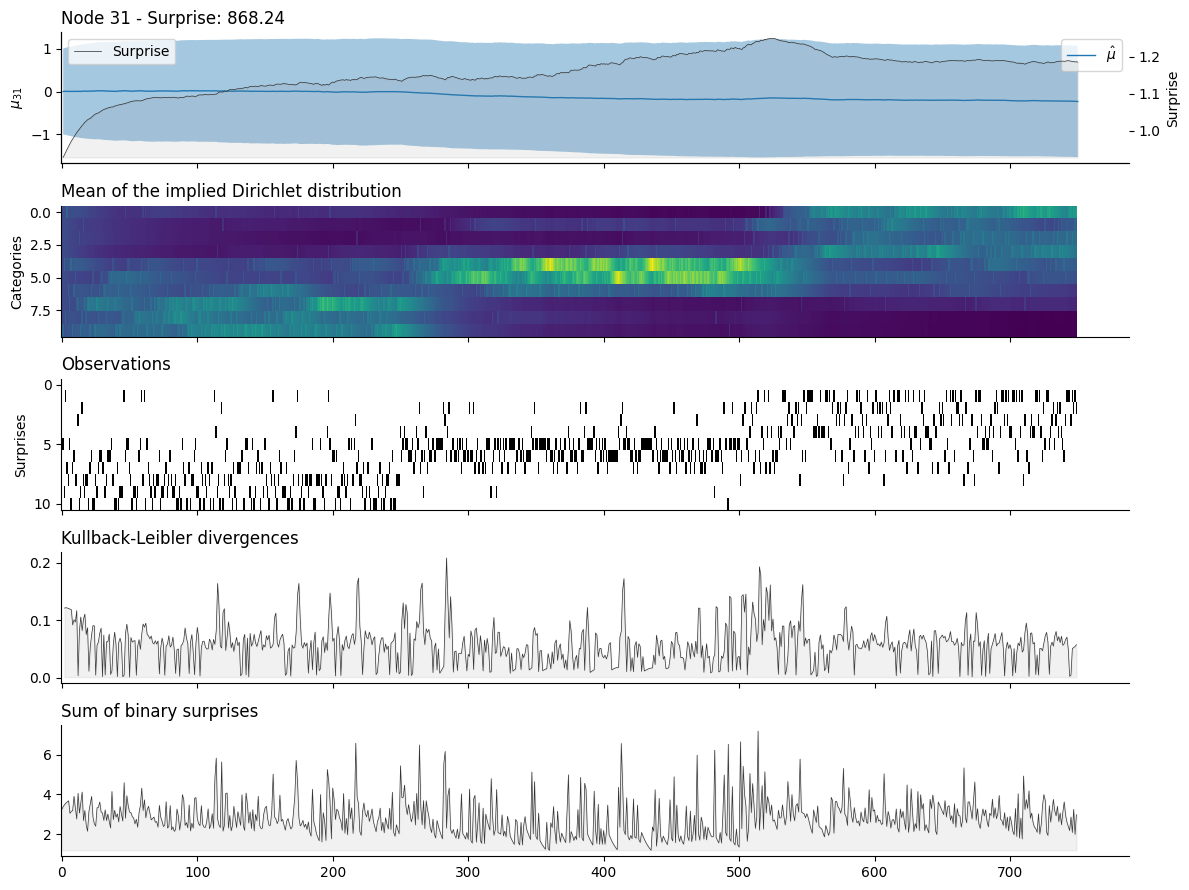 Node 31 - Surprise: 868.24
Surprise
μ̂
1
0
−1
μ31
1.2
1.1
1.0
Surprise
Mean of the implied Dirichlet distribution
0.0
2.5
5.0
7.5
Categories
Observations
0
5
10
Surprises
Kullback-Leibler divergences
0.2
0.1
0.0
Sum of binary surprises
6
4
2
0 100 200 300 400 500 600 700